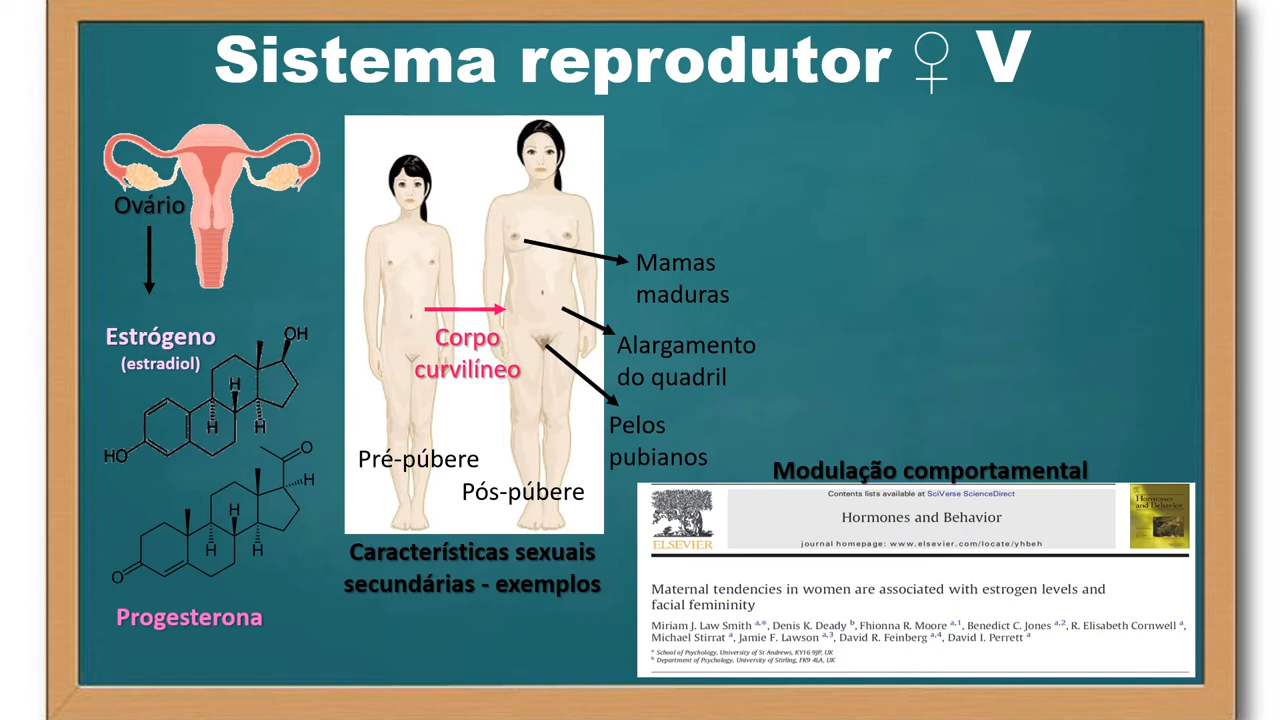 Sistema reprodutor ♀ V
Ovário
Estrógeno
(estradiol)
OH
H
H
H
HO
O
H
H
H
H
O
Progesterona
Corpo
curvilíneo
Pré-púbere
Pós-púbere
Características sexuais
secundárias - exemplos
Mamas
maduras
Alargamento
do quadril
Pelos
pubianos
Modulação comportamental
Contents lists available at SciVerse ScienceDirect
Hormones and Behavior
journal homepage: www.elsevier.com/locate/yhbeh
ELSEVIER
Hormones
and Behavior
Maternal tendencies in women are associated with estrogen levels and
facial femininity
Miriam J. Law Smith a,*, Denis K. Deady b, Fhionna R. Moore a,1, Benedict C. Jones a,2, R. Elisabeth Cornwell a,
Michael Stirrat a, Jamie F. Lawson a,3, David R. Feinberg a,4, David I. Perrett a
a School of Psychology, University of St Andrews, KY16 9JP, UK
b Department of Psychology, University of Stirling, FK9 4LA, UK